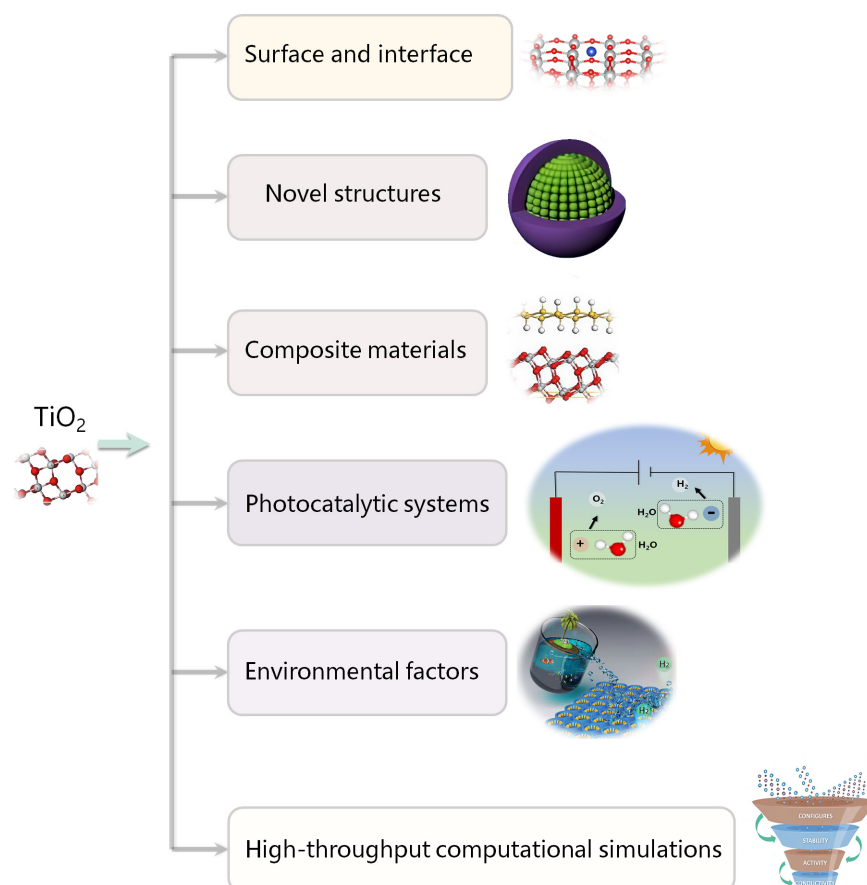 Surface and interface
Novel structures
Composite materials
TiO₂
Photocatalytic systems
O₂
H₂
H₂O
+
−
H₂O
Environmental factors
H₂
H₂
High-throughput computational simulations
CONFIGURES
STABILITY
ACTIVITY
CONDUCTIVITY